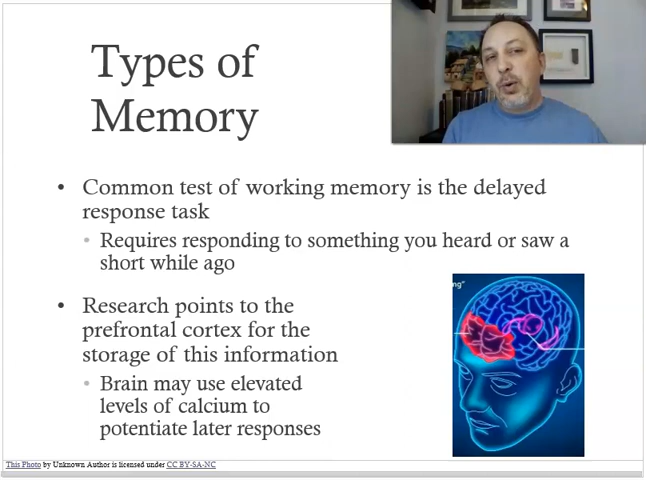 Types of
Memory
• Common test of working memory is the delayed
response task
• Requires responding to something you heard or saw a
short while ago
• Research points to the
prefrontal cortex for the
storage of this information
• Brain may use elevated
levels of calcium to
potentiate later responses
ng"
This Photo by Unknown Author is licensed under CC BY-SA-NC